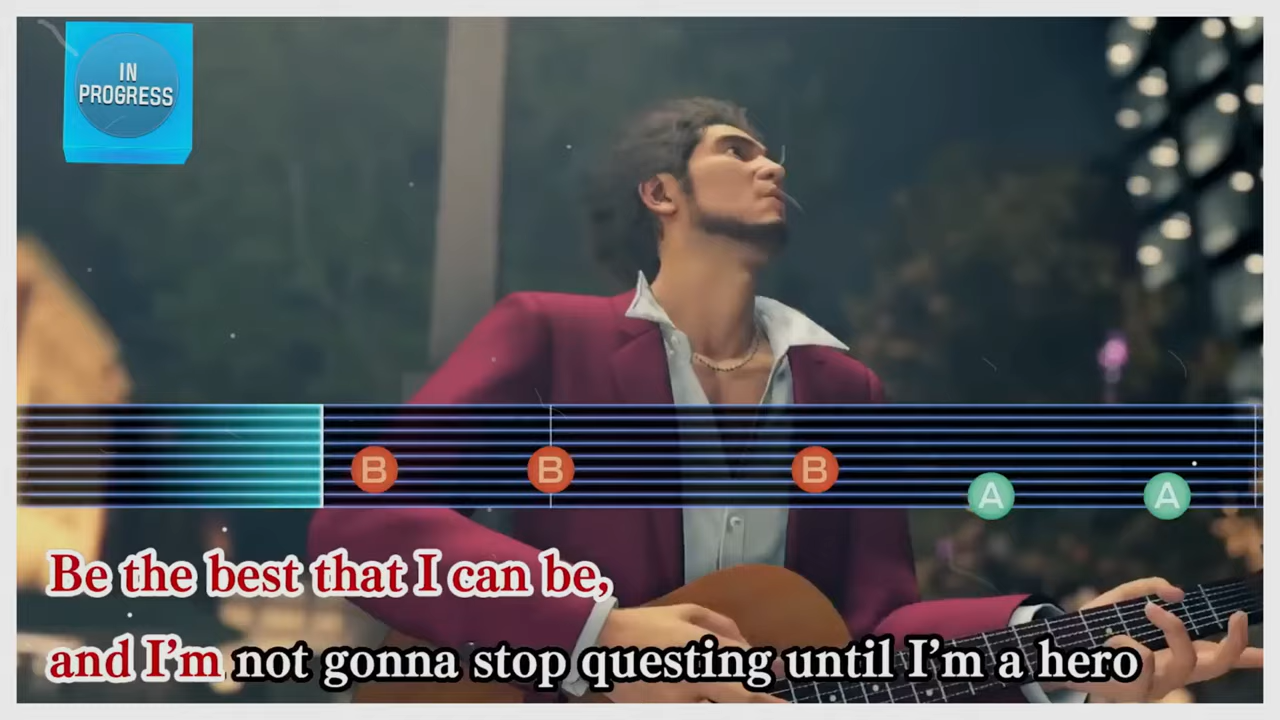 IN
PROGRESS
B B B A A
Be the best that I can be,
and I'm not gonna stop questing until I'm a hero